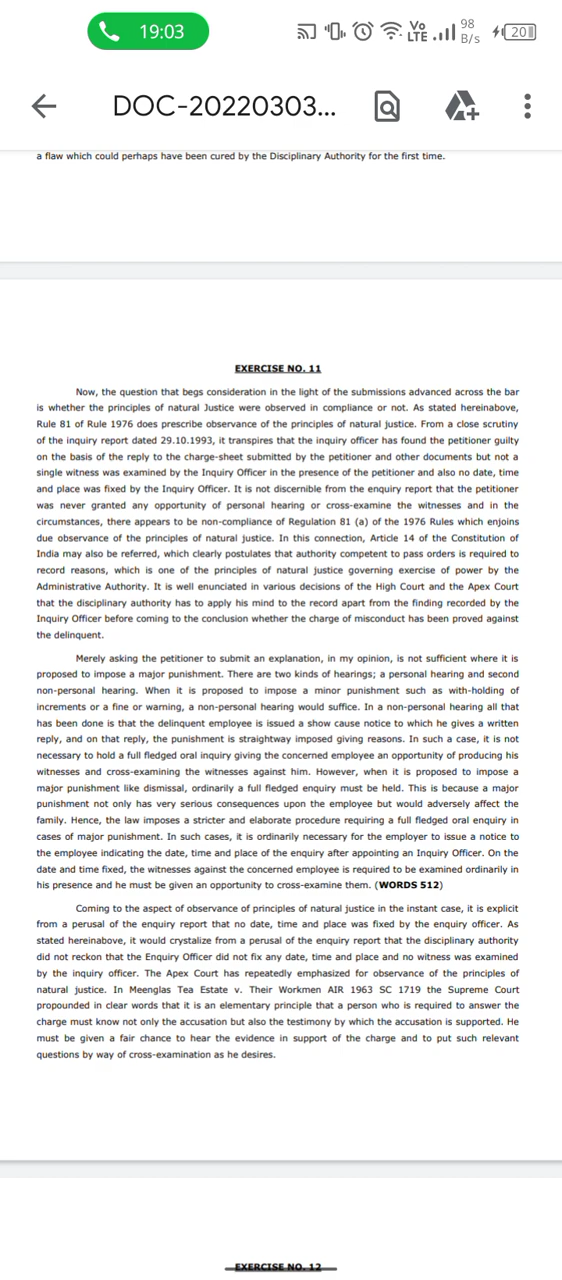 19:03
Vo LTE
98 B/s
20
DOC-20220303...
a flaw which could perhaps have been cured by the Disciplinary Authority for the first time.
EXERCISE NO. 11
Now, the question that begs consideration in the light of the submissions advanced across the bar
is whether the principles of natural Justice were observed in compliance or not. As stated hereinabove,
Rule 81 of Rule 1976 does prescribe observance of the principles of natural justice. From a close scrutiny
of the inquiry report dated 29.10.1993, it transpires that the inquiry officer has found the petitioner guilty
on the basis of the reply to the charge-sheet submitted by the petitioner and other documents but not a
single witness was examined by the Inquiry Officer in the presence of the petitioner and also no date, time
and place was fixed by the Inquiry Officer. It is not discernible from the enquiry report that the petitioner
was never granted any opportunity of personal hearing or cross-examine the witnesses and in the
circumstances, there appears to be non-compliance of Regulation 81 (a) of the 1976 Rules which enjoins
due observance of the principles of natural justice. In this connection, Article 14 of the Constitution of
India may also be referred, which clearly postulates that authority competent to pass orders is required to
record reasons, which is one of the principles of natural justice governing exercise of power by the
Administrative Authority. It is well enunciated in various decisions of the High Court and the Apex Court
that the disciplinary authority has to apply his mind to the record apart from the finding recorded by the
Inquiry Officer before coming to the conclusion whether the charge of misconduct has been proved against
the delinquent.
Merely asking the petitioner to submit an explanation, in my opinion, is not sufficient where it is
proposed to impose a major punishment. There are two kinds of hearings; a personal hearing and second
non-personal hearing. When it is proposed to impose a minor punishment such as with-holding of
increments or a fine or warning, a non-personal hearing would suffice. In a non-personal hearing all that
has been done is that the delinquent employee is issued a show cause notice to which he gives a written
reply, and on that reply, the punishment is straightway imposed giving reasons. In such a case, it is not
necessary to hold a full fledged oral inquiry giving the concerned employee an opportunity of producing his
witnesses and cross-examining the witnesses against him. However, when it is proposed to impose a
major punishment like dismissal, ordinarily a full fledged enquiry must be held. This is because a major
punishment not only has very serious consequences upon the employee but would adversely affect the
family. Hence, the law imposes a stricter and elaborate procedure requiring a full fledged oral enquiry in
cases of major punishment. In such cases, it is ordinarily necessary for the employer to issue a notice to
the employee indicating the date, time and place of the enquiry after appointing an Inquiry Officer. On the
date and time fixed, the witnesses against the concerned employee is required to be examined ordinarily in
his presence and he must be given an opportunity to cross-examine them. (WORDS 512)
Coming to the aspect of observance of principles of natural justice in the instant case, it is explicit
from a perusal of the enquiry report that no date, time and place was fixed by the enquiry officer. As
stated hereinabove, it would crystalize from a perusal of the enquiry report that the disciplinary authority
did not reckon that the Enquiry Officer did not fix any date, time and place and no witness was examined
by the inquiry officer. The Apex Court has repeatedly emphasized for observance of the principles of
natural justice. In Meenglas Tea Estate v. Their Workmen AIR 1963 SC 1719 the Supreme Court
propounded in clear words that it is an elementary principle that a person who is required to answer the
charge must know not only the accusation but also the testimony by which the accusation is supported. He
must be given a fair chance to hear the evidence in support of the charge and to put such relevant
questions by way of cross-examination as he desires.
EXERCISE NO. 12